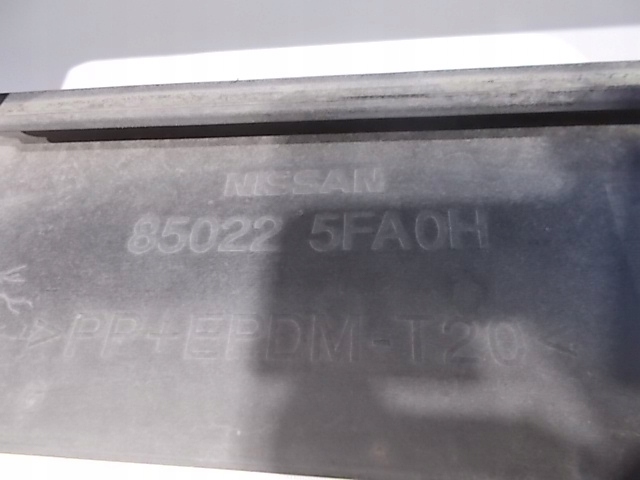 NISSAN
85022 5FA0H
>PP+EPDM-T20<